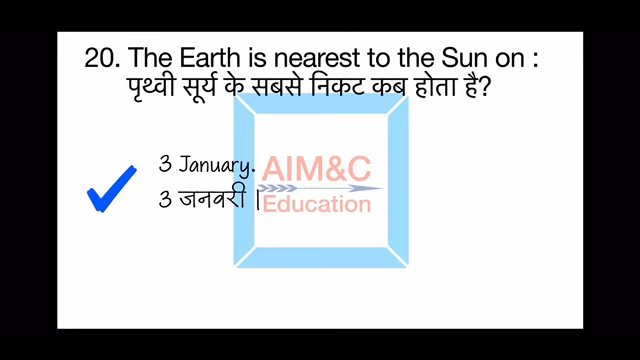 20. The Earth is nearest to the Sun on :
पृथ्वी सूर्य के सबसे निकट कब होता है?
3 January.
3 जनवरी |
AIM&C
Education